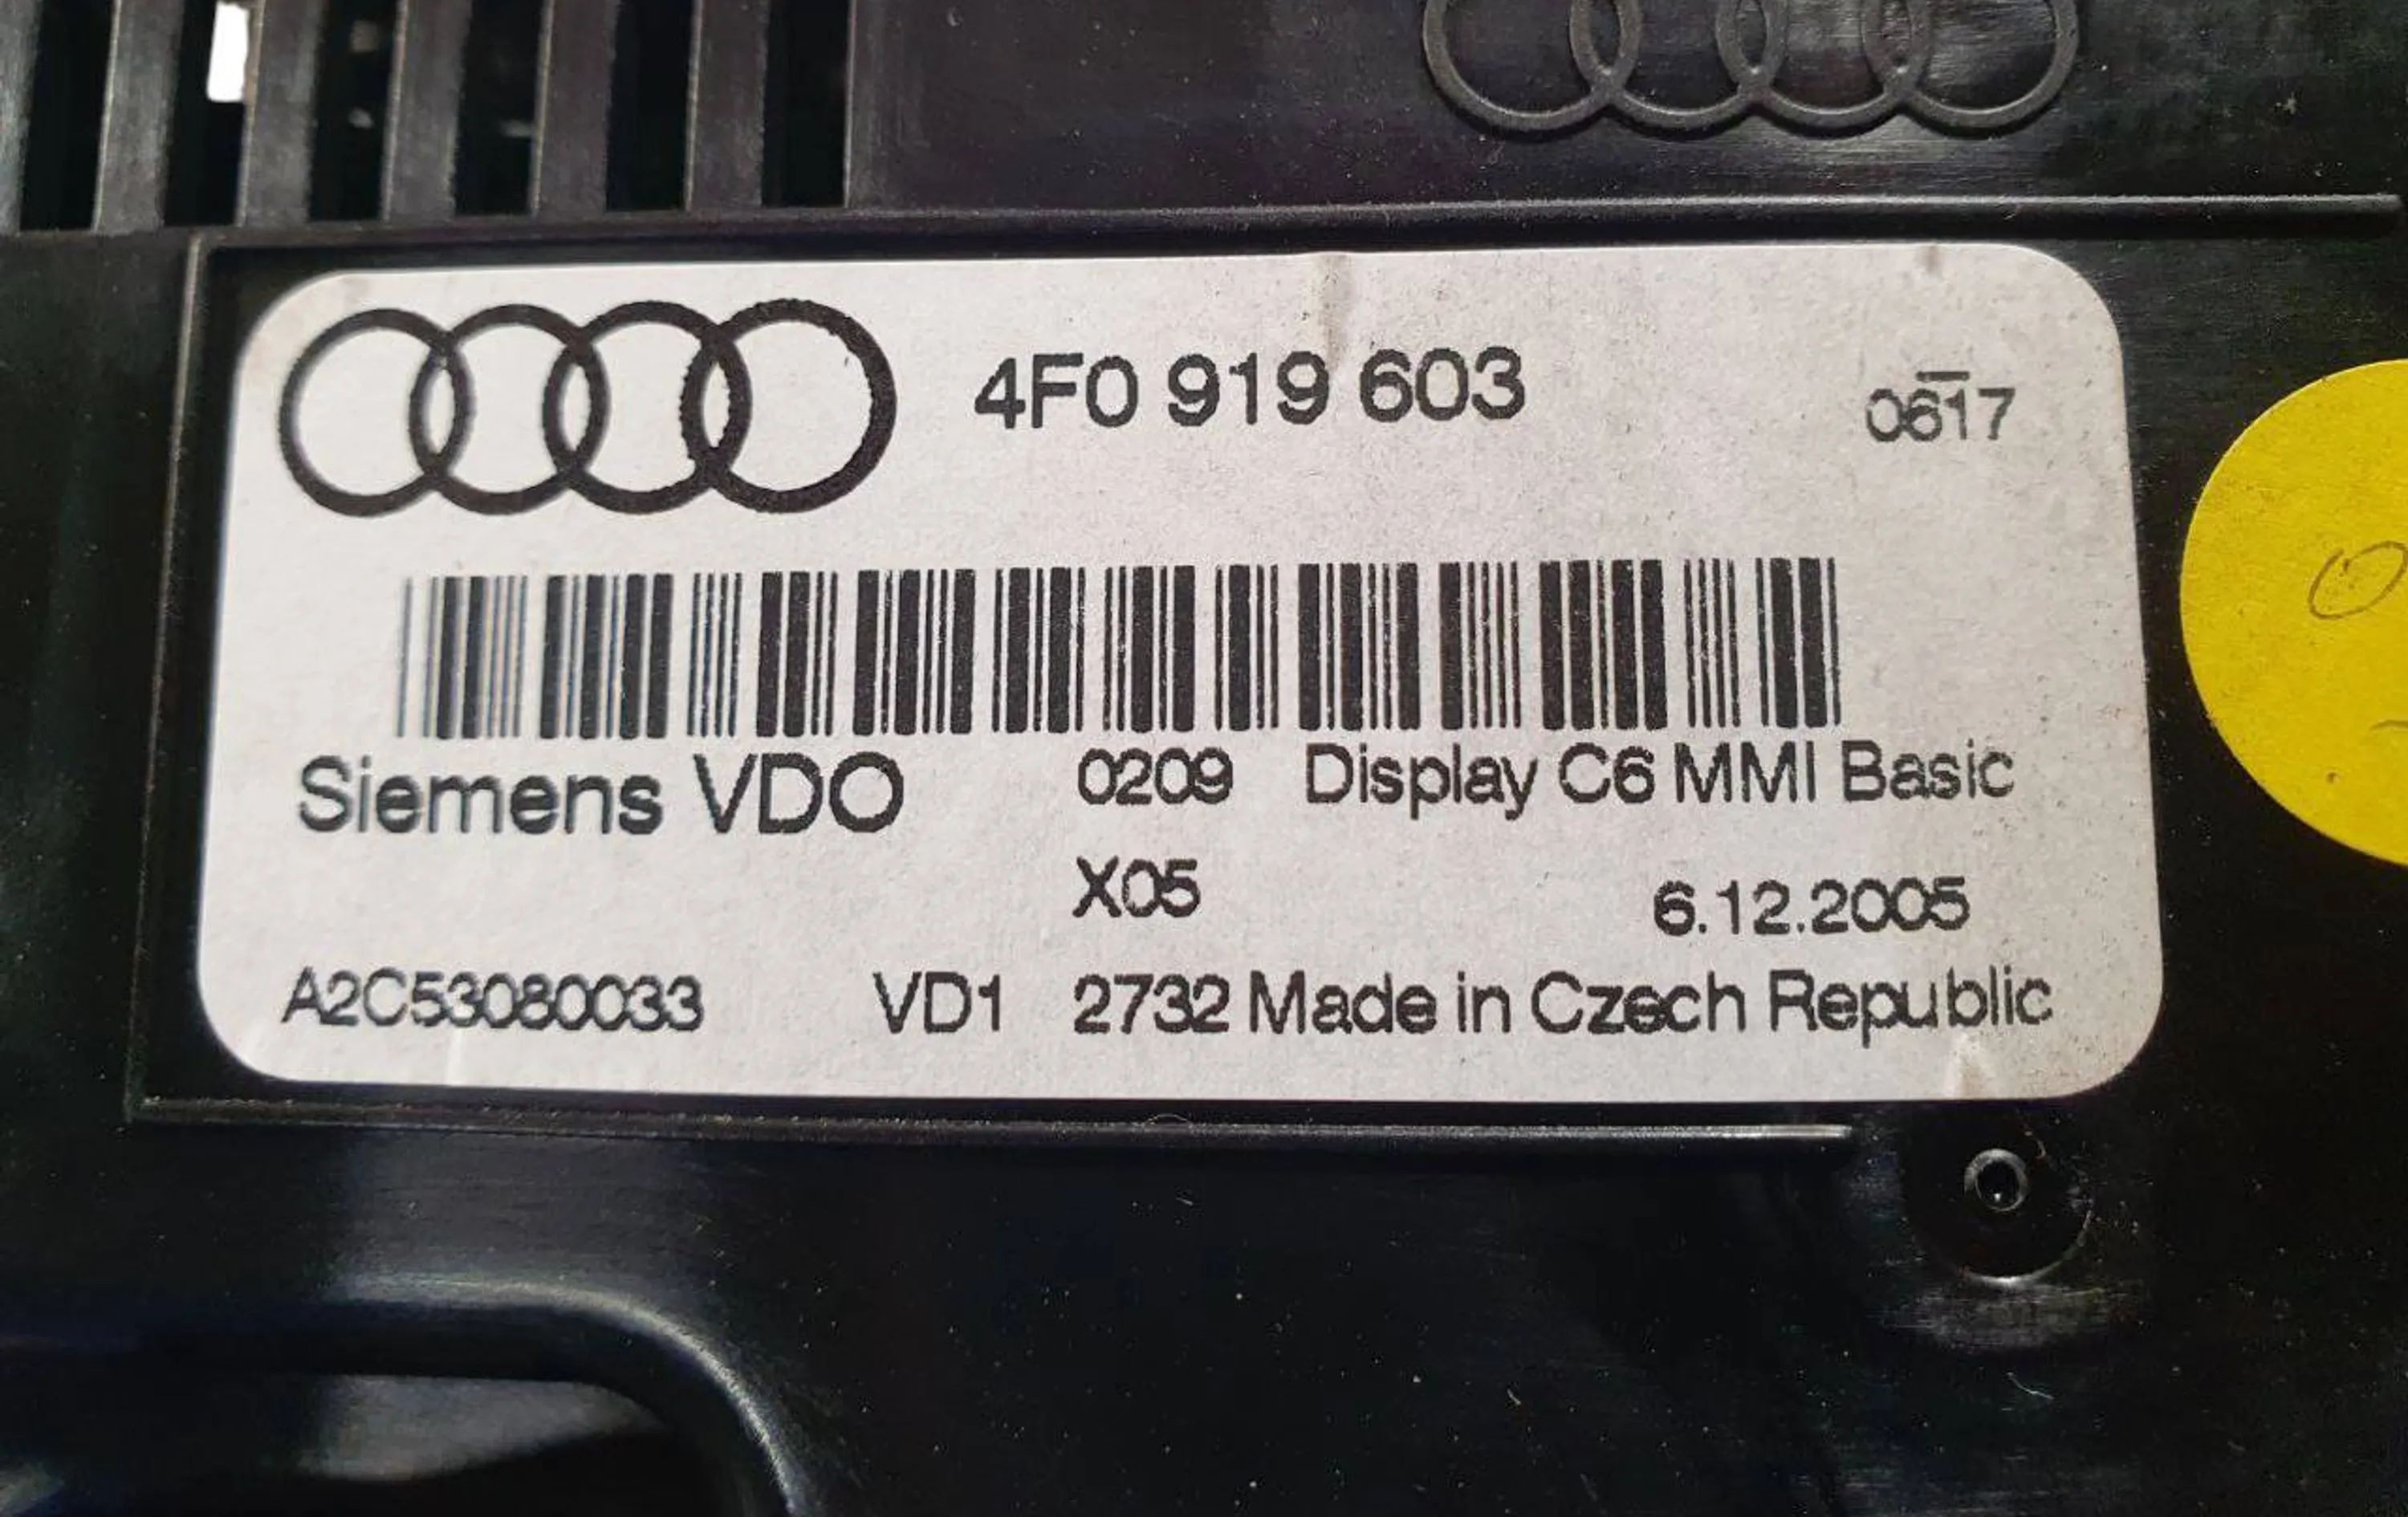 4F0 919 603 0617
Siemens VDO 0209 Display C6 MMI Basic
X05 6.12.2005
A2C53080033 VD1 2732 Made in Czech Republic